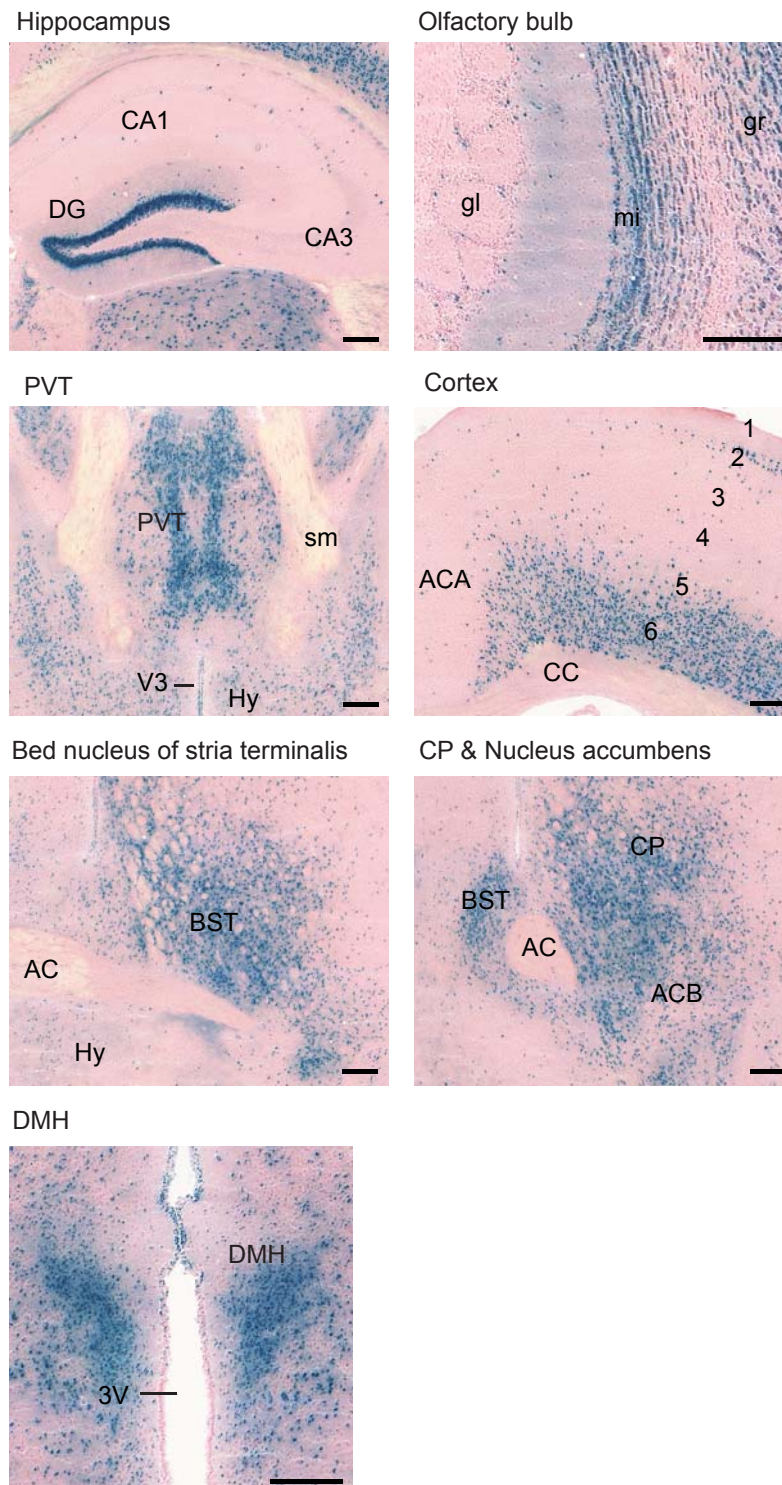 Hippocampus
CA1
DG
CA3
Olfactory bulb
gl
mi
gr
PVT
PVT
sm
V3
Hy
Cortex
1
2
3
4
ACA
5
6
CC
Bed nucleus of stria terminalis
BST
AC
Hy
CP & Nucleus accumbens
CP
BST
AC
ACB
DMH
DMH
3V